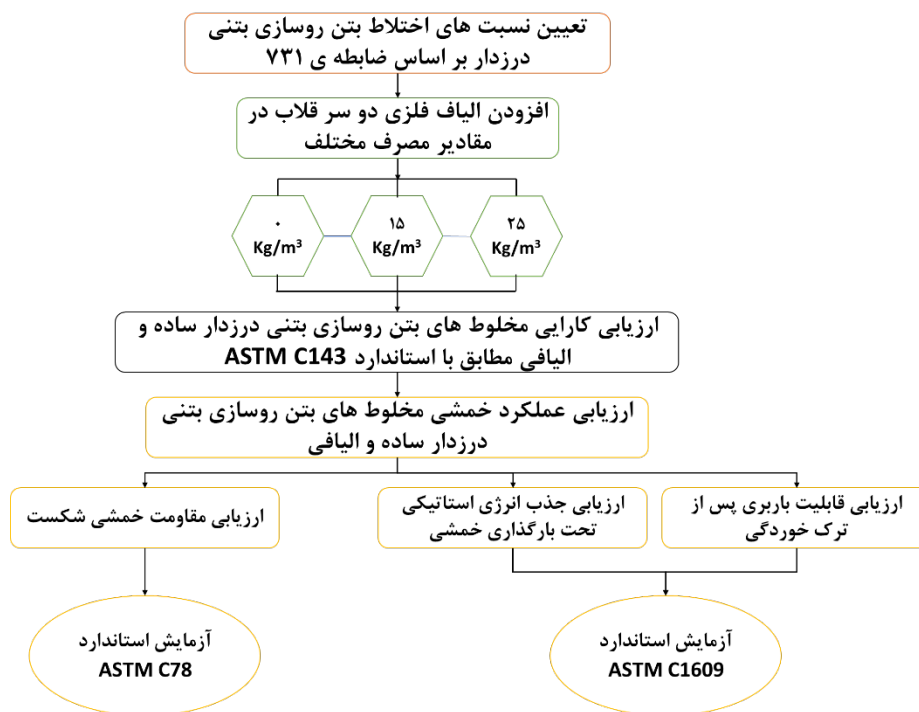 تعیین نسبت های اختلاط بتن روسازی بتنی
درزدار بر اساس ضابطه ی ۷۳۱
افزودن الیاف فلزی دو سر قلاب در
مقادیر مصرف مختلف
۰
Kg/m³
۱۵
Kg/m³
۲۵
Kg/m³
ارزیابی کارایی مخلوط های بتن روسازی بتنی درزدار ساده و
الیافی مطابق با استاندارد ASTM C143
ارزیابی عملکرد خمشی مخلوط های بتن روسازی بتنی
درزدار ساده و الیافی
ارزیابی قابلیت باربری پس از
ترک خوردگی
ارزیابی جذب انرژی استاتیکی
تحت بارگذاری خمشی
ارزیابی مقاومت خمشی شکست
آزمایش استاندارد
ASTM C1609
آزمایش استاندارد
ASTM C78